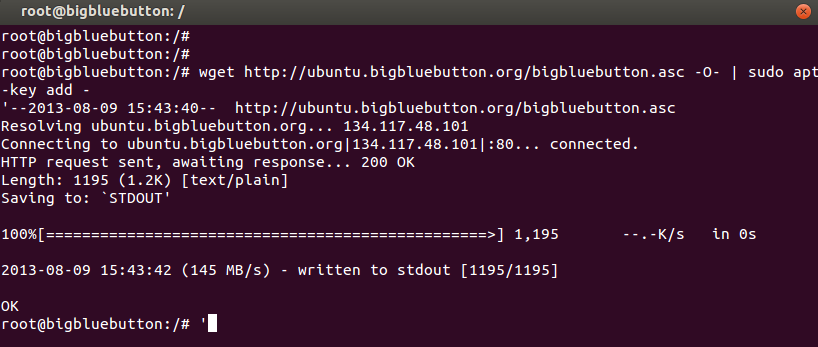 root@bigbluebutton: /
root@bigbluebutton:/#
root@bigbluebutton:/#
root@bigbluebutton:/# wget http://ubuntu.bigbluebutton.org/bigbluebutton.asc -O- | sudo apt
-key add -
'--2013-08-09 15:43:40--  http://ubuntu.bigbluebutton.org/bigbluebutton.asc
Resolving ubuntu.bigbluebutton.org... 134.117.48.101
Connecting to ubuntu.bigbluebutton.org|134.117.48.101|:80... connected.
HTTP request sent, awaiting response... 200 OK
Length: 1195 (1.2K) [text/plain]
Saving to: `STDOUT'
100%[=================================================>] 1,195       --.-K/s   in 0s
2013-08-09 15:43:42 (145 MB/s) - written to stdout [1195/1195]
OK
root@bigbluebutton:/# '